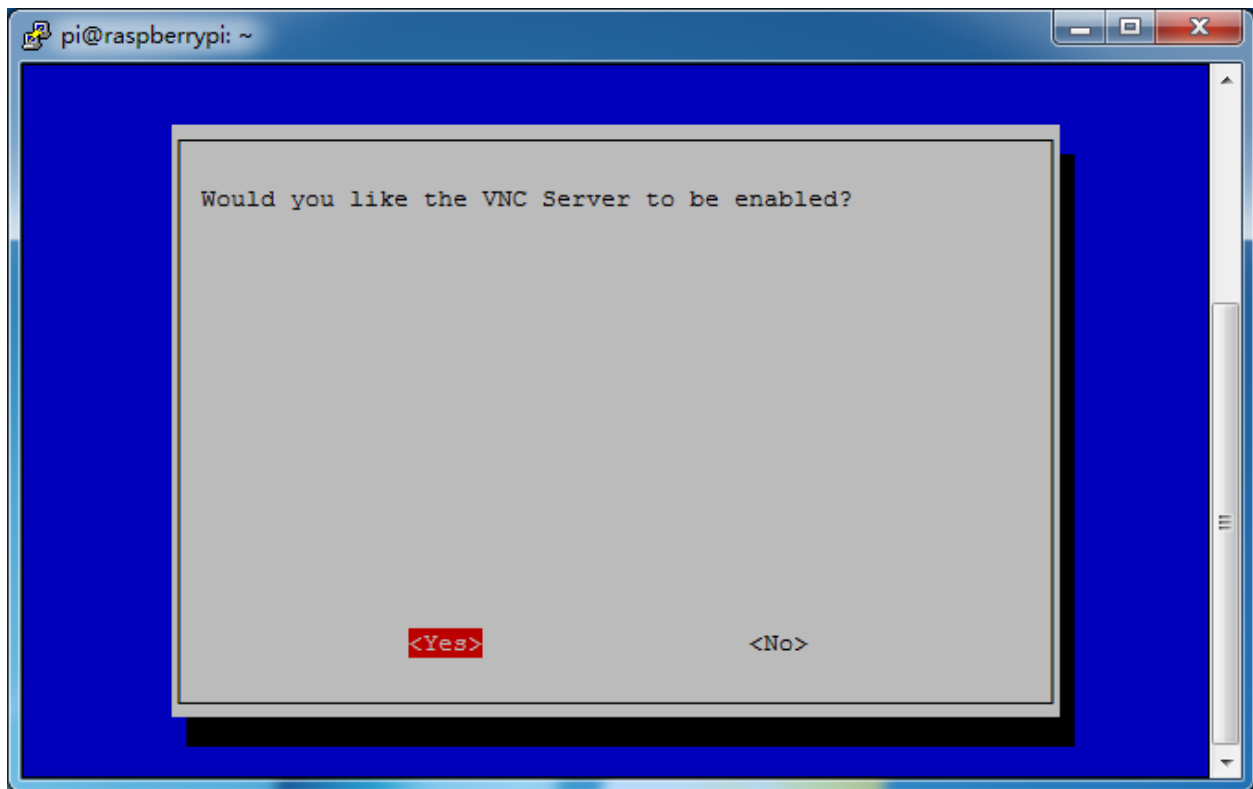 pi@raspberrypi: ~
Would you like the VNC Server to be enabled?
<Yes> <No>